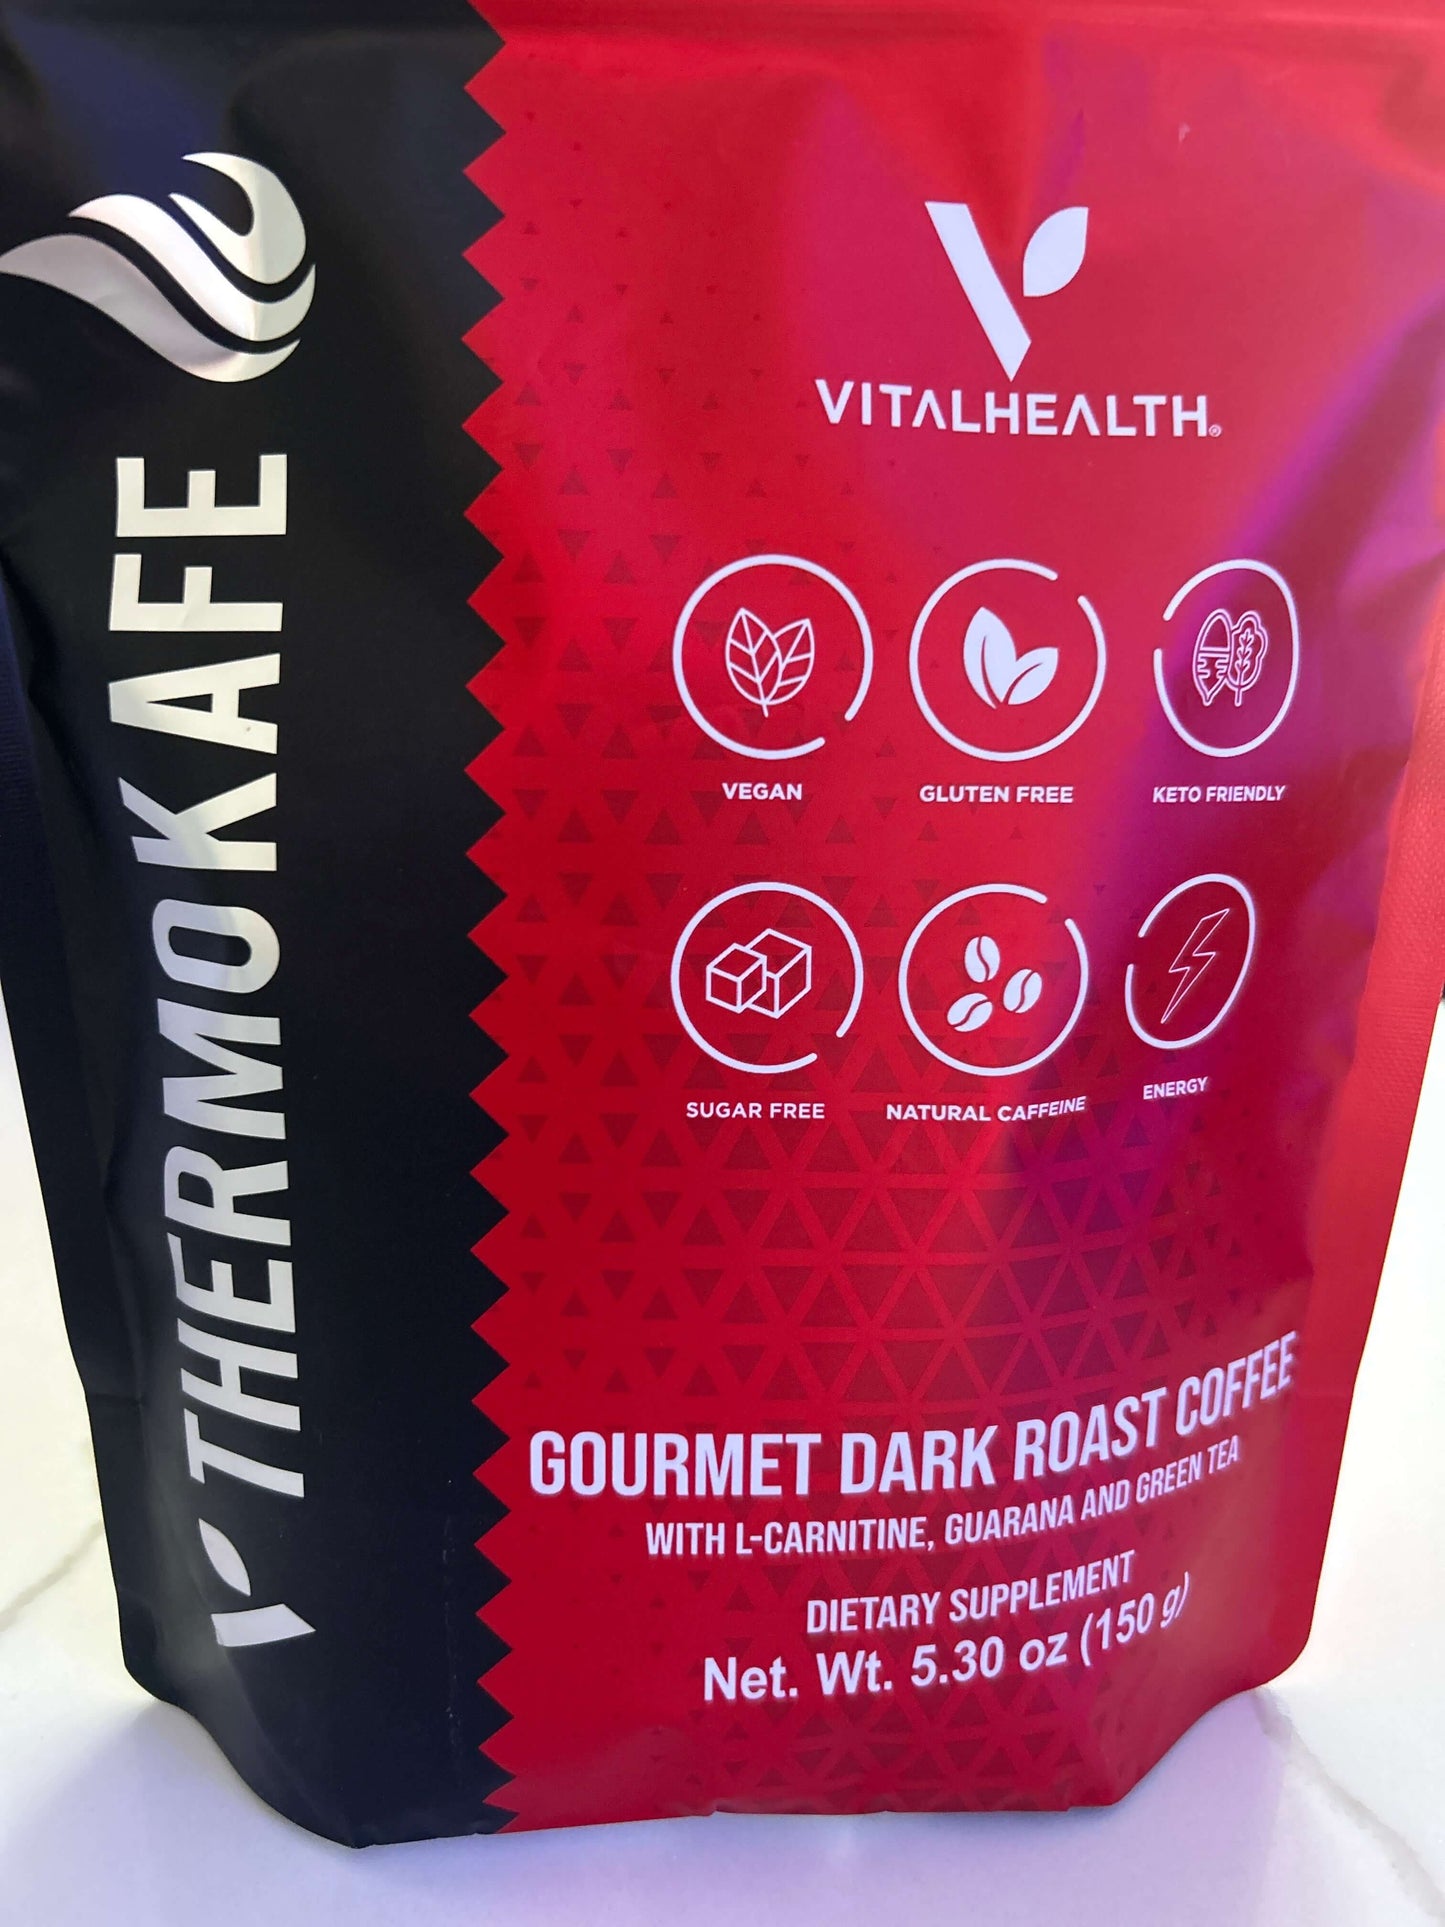 V THERMOKAFE
VITALHEALTH®
VEGAN
GLUTEN FREE
KETO FRIENDLY
SUGAR FREE
NATURAL CAFFEINE
ENERGY
GOURMET DARK ROAST COFFEE
WITH L-CARNITINE, GUARANA AND GREEN TEA
DIETARY SUPPLEMENT
Net. Wt. 5.30 oz (150 g)